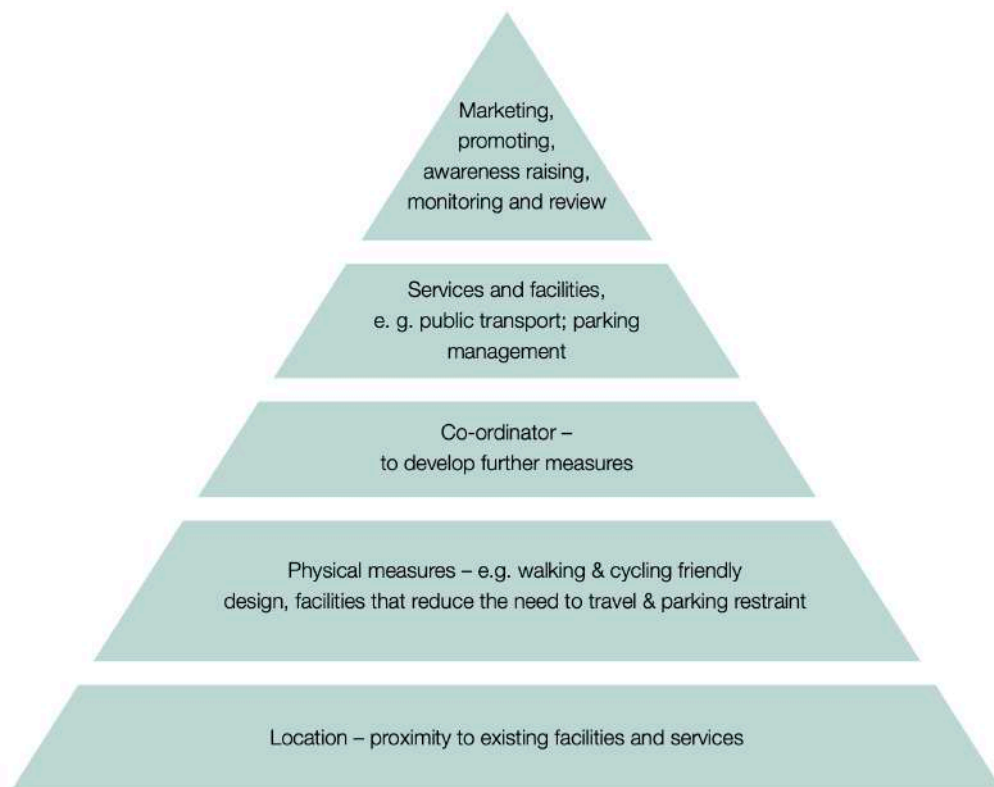 Marketing,
promoting,
awareness raising,
monitoring and review
Services and facilities,
e. g. public transport; parking
management
Co-ordinator –
to develop further measures
Physical measures – e.g. walking & cycling friendly
design, facilities that reduce the need to travel & parking restraint
Location – proximity to existing facilities and services